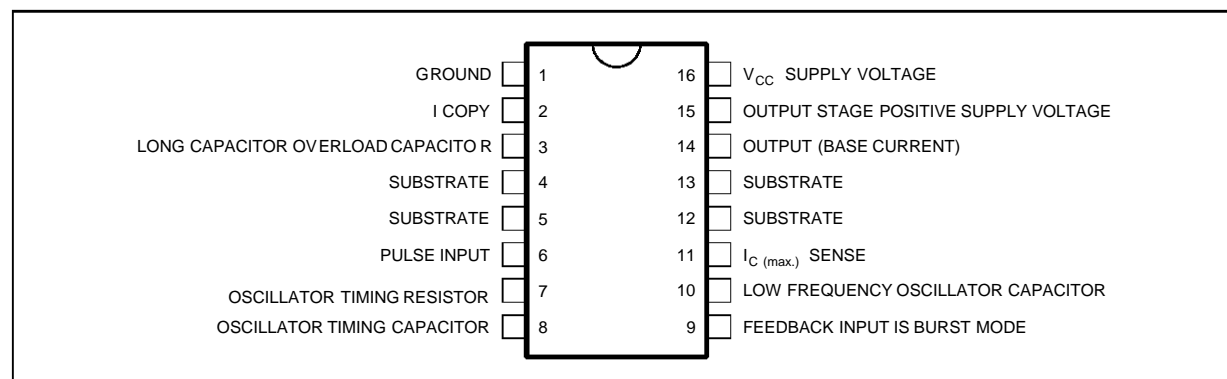 GROUND 1 16 VCC SUPPLY VOLTAGE
I COPY 2 15 OUTPUT STAGE POSITIVE SUPPLY VOLTAGE
LONG CAPACITOR OVERLOAD CAPACITO R 3 14 OUTPUT (BASE CURRENT)
SUBSTRATE 4 13 SUBSTRATE
SUBSTRATE 5 12 SUBSTRATE
PULSE INPUT 6 11 IC (max.) SENSE
OSCILLATOR TIMING RESISTOR 7 10 LOW FREQUENCY OSCILLATOR CAPACITOR
OSCILLATOR TIMING CAPACITOR 8 9 FEEDBACK INPUT IS BURST MODE